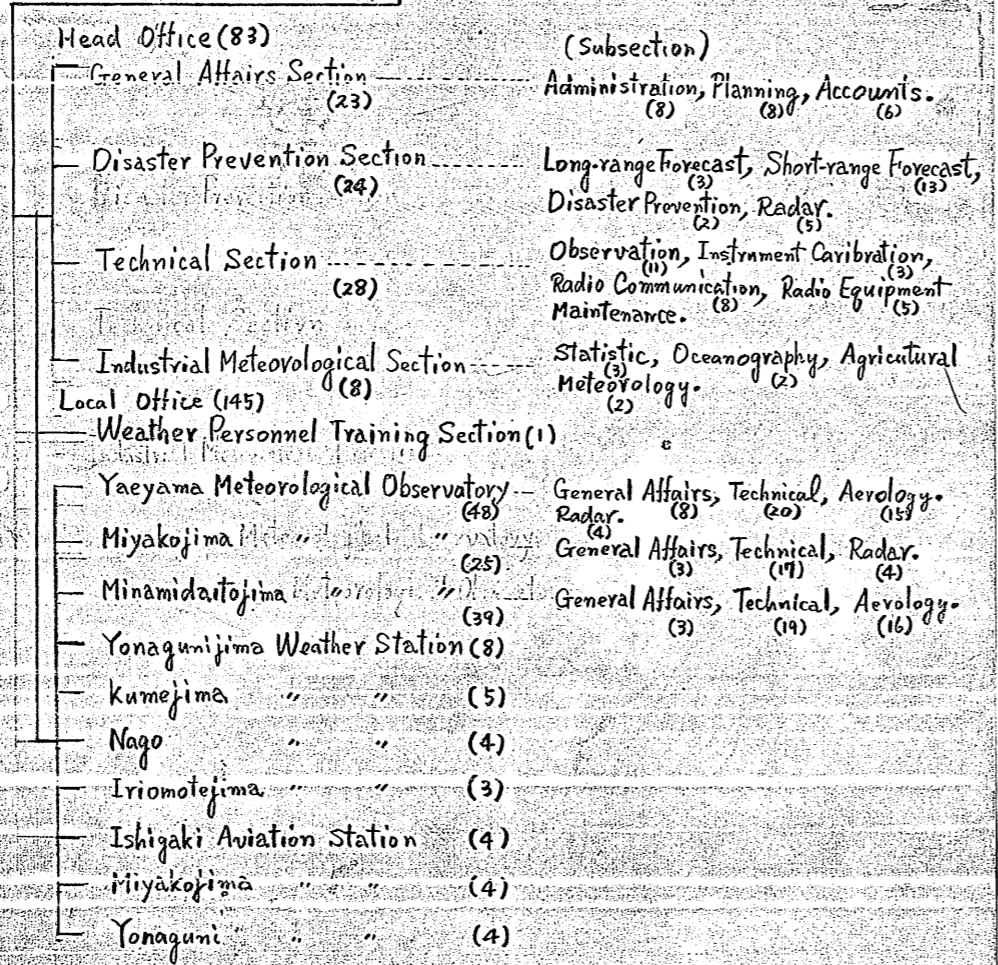 Head Office (83)
(Subsection)
General Affairs Section
(23)
Administration, Planning, Accounts.
(8) (8) (6)
Disaster Prevention Section
(24)
Long-range Forecast, Short-range Forecast,
(3) (13)
Disaster Prevention, Radar.
(2) (5)
Technical Section
(28)
Observation, Instrnment Caribration,
(11) (3)
Radio Communication, Radio Equipment
(8) (5)
Maintenance.
Industrial Meteorological Section
(8)
Statistic, Oceanography, Agricutural
(3) (2)
Meteorology.
(2)
Local Office (145)
Weather Personnel Training Section (1)
Yaeyama Meteorological Observatory
(48)
General Affairs, Technical, Aerology.
(8) (20) (15)
Radar.
(4)
Miyakojima " "
(25)
General Affairs, Technical, Radar.
(3) (17) (4)
Minamidaitojima " "
(39)
General Affairs, Technical, Aerology.
(3) (19) (16)
Yonagunijima Weather Station (8)
Kumejima " " (5)
Nago " " (4)
Iriomotejima " " (3)
Ishigaki Aviation Station (4)
Miyakojima " " (4)
Yonaguni " " (4)